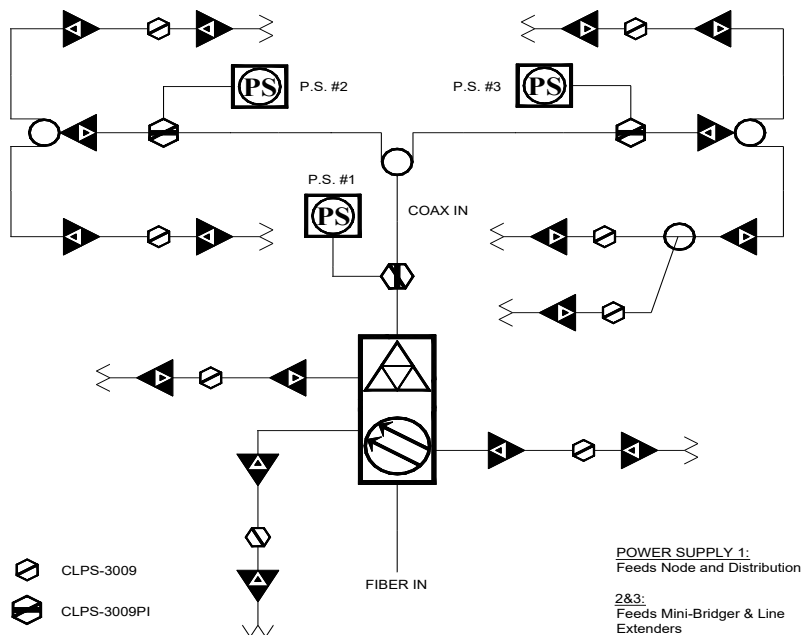 PS
P.S. #2
P.S. #3
PS
P.S. #1
PS
COAX IN
FIBER IN
CLPS-3009
CLPS-3009PI
POWER SUPPLY 1:
Feeds Node and Distribution
2&3:
Feeds Mini-Bridger & Line
Extenders